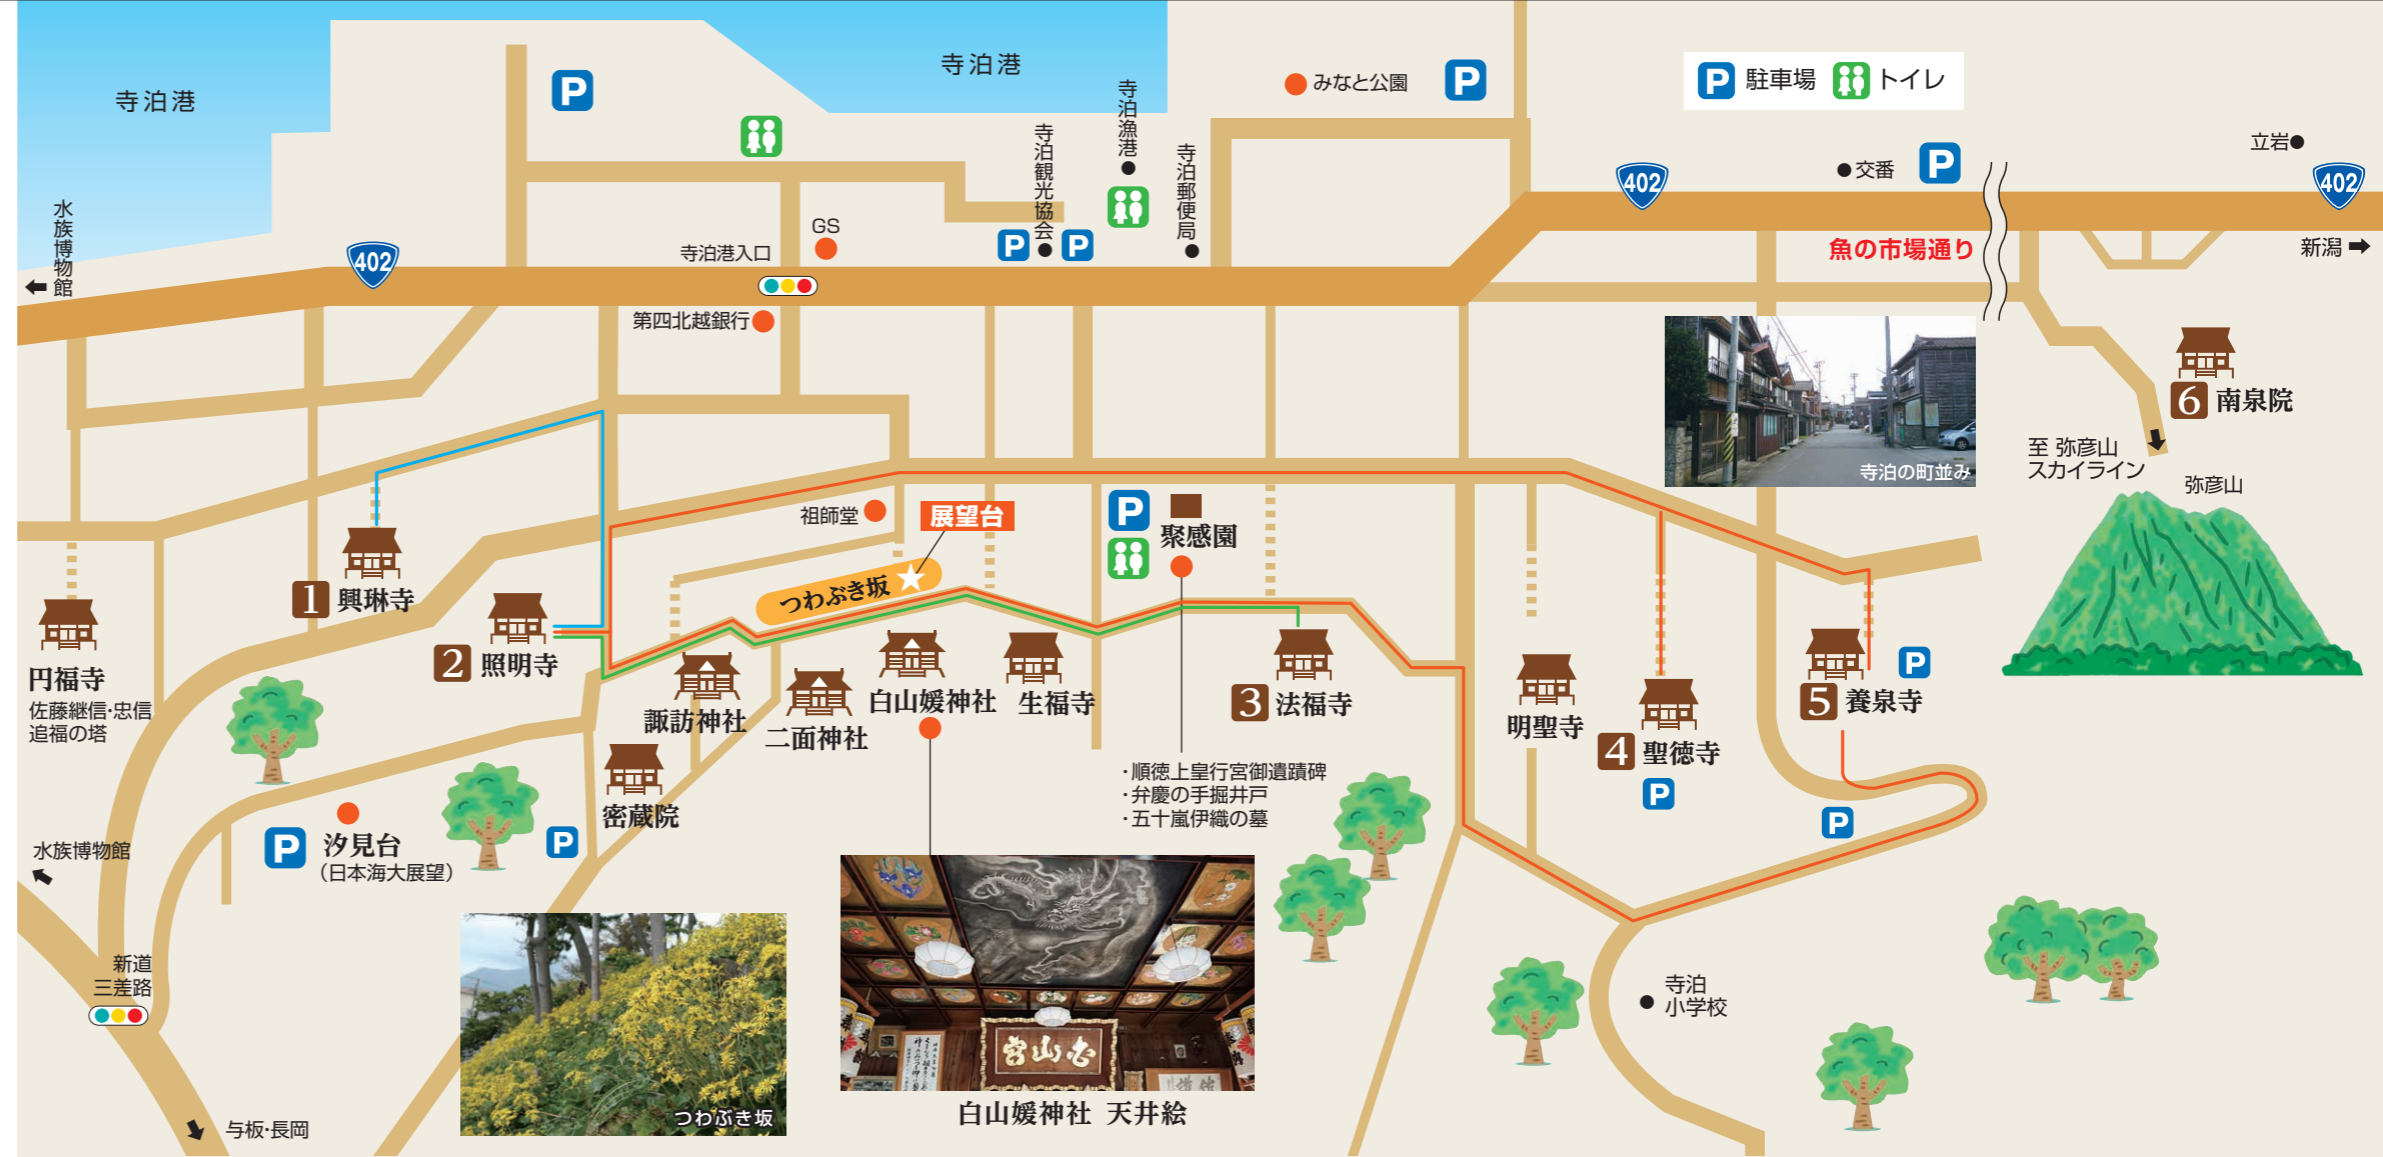 寺泊港
寺泊港
P
みなと公園
P
P 駐車場 トイレ
寺泊漁港
寺泊観光協会
寺泊郵便局
P
P
交番
P
立岩
402
402
402
水族博物館
GS
寺泊港入口
第四北越銀行
魚の市場通り
新潟
寺泊の町並み
6 南泉院
至 弥彦山
スカイライン
弥彦山
祖師堂
展望台
つわぶき坂
P
聚感園
1 興琳寺
2 照明寺
円福寺
佐藤継信・忠信
追福の塔
諏訪神社
二面神社
白山媛神社
生福寺
3 法福寺
明聖寺
4 聖徳寺
P
5 養泉寺
P
P
密蔵院
・順徳上皇行宮御遺蹟碑
・弁慶の手掘井戸
・五十嵐伊織の墓
P
汐見台
（日本海大展望）
P
水族博物館
新道
三差路
与板・長岡
つわぶき坂
宮山白
白山媛神社 天井絵
寺泊
小学校